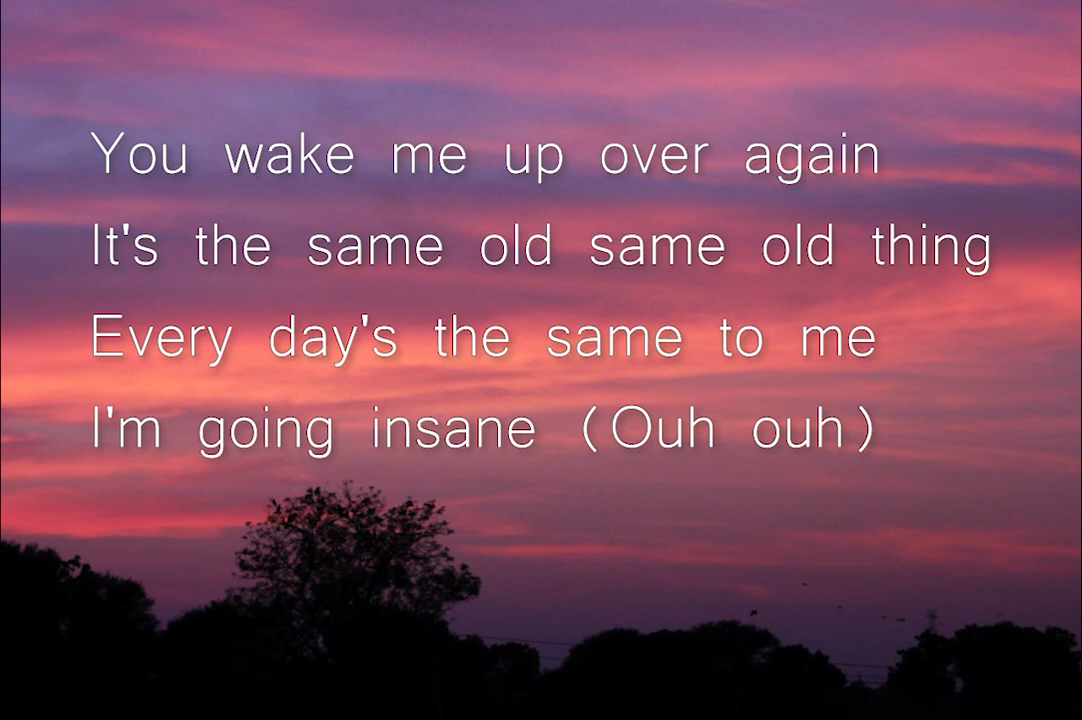 You wake me up over again
It's the same old same old thing
Every day's the same to me
I'm going insane (Ouh ouh)